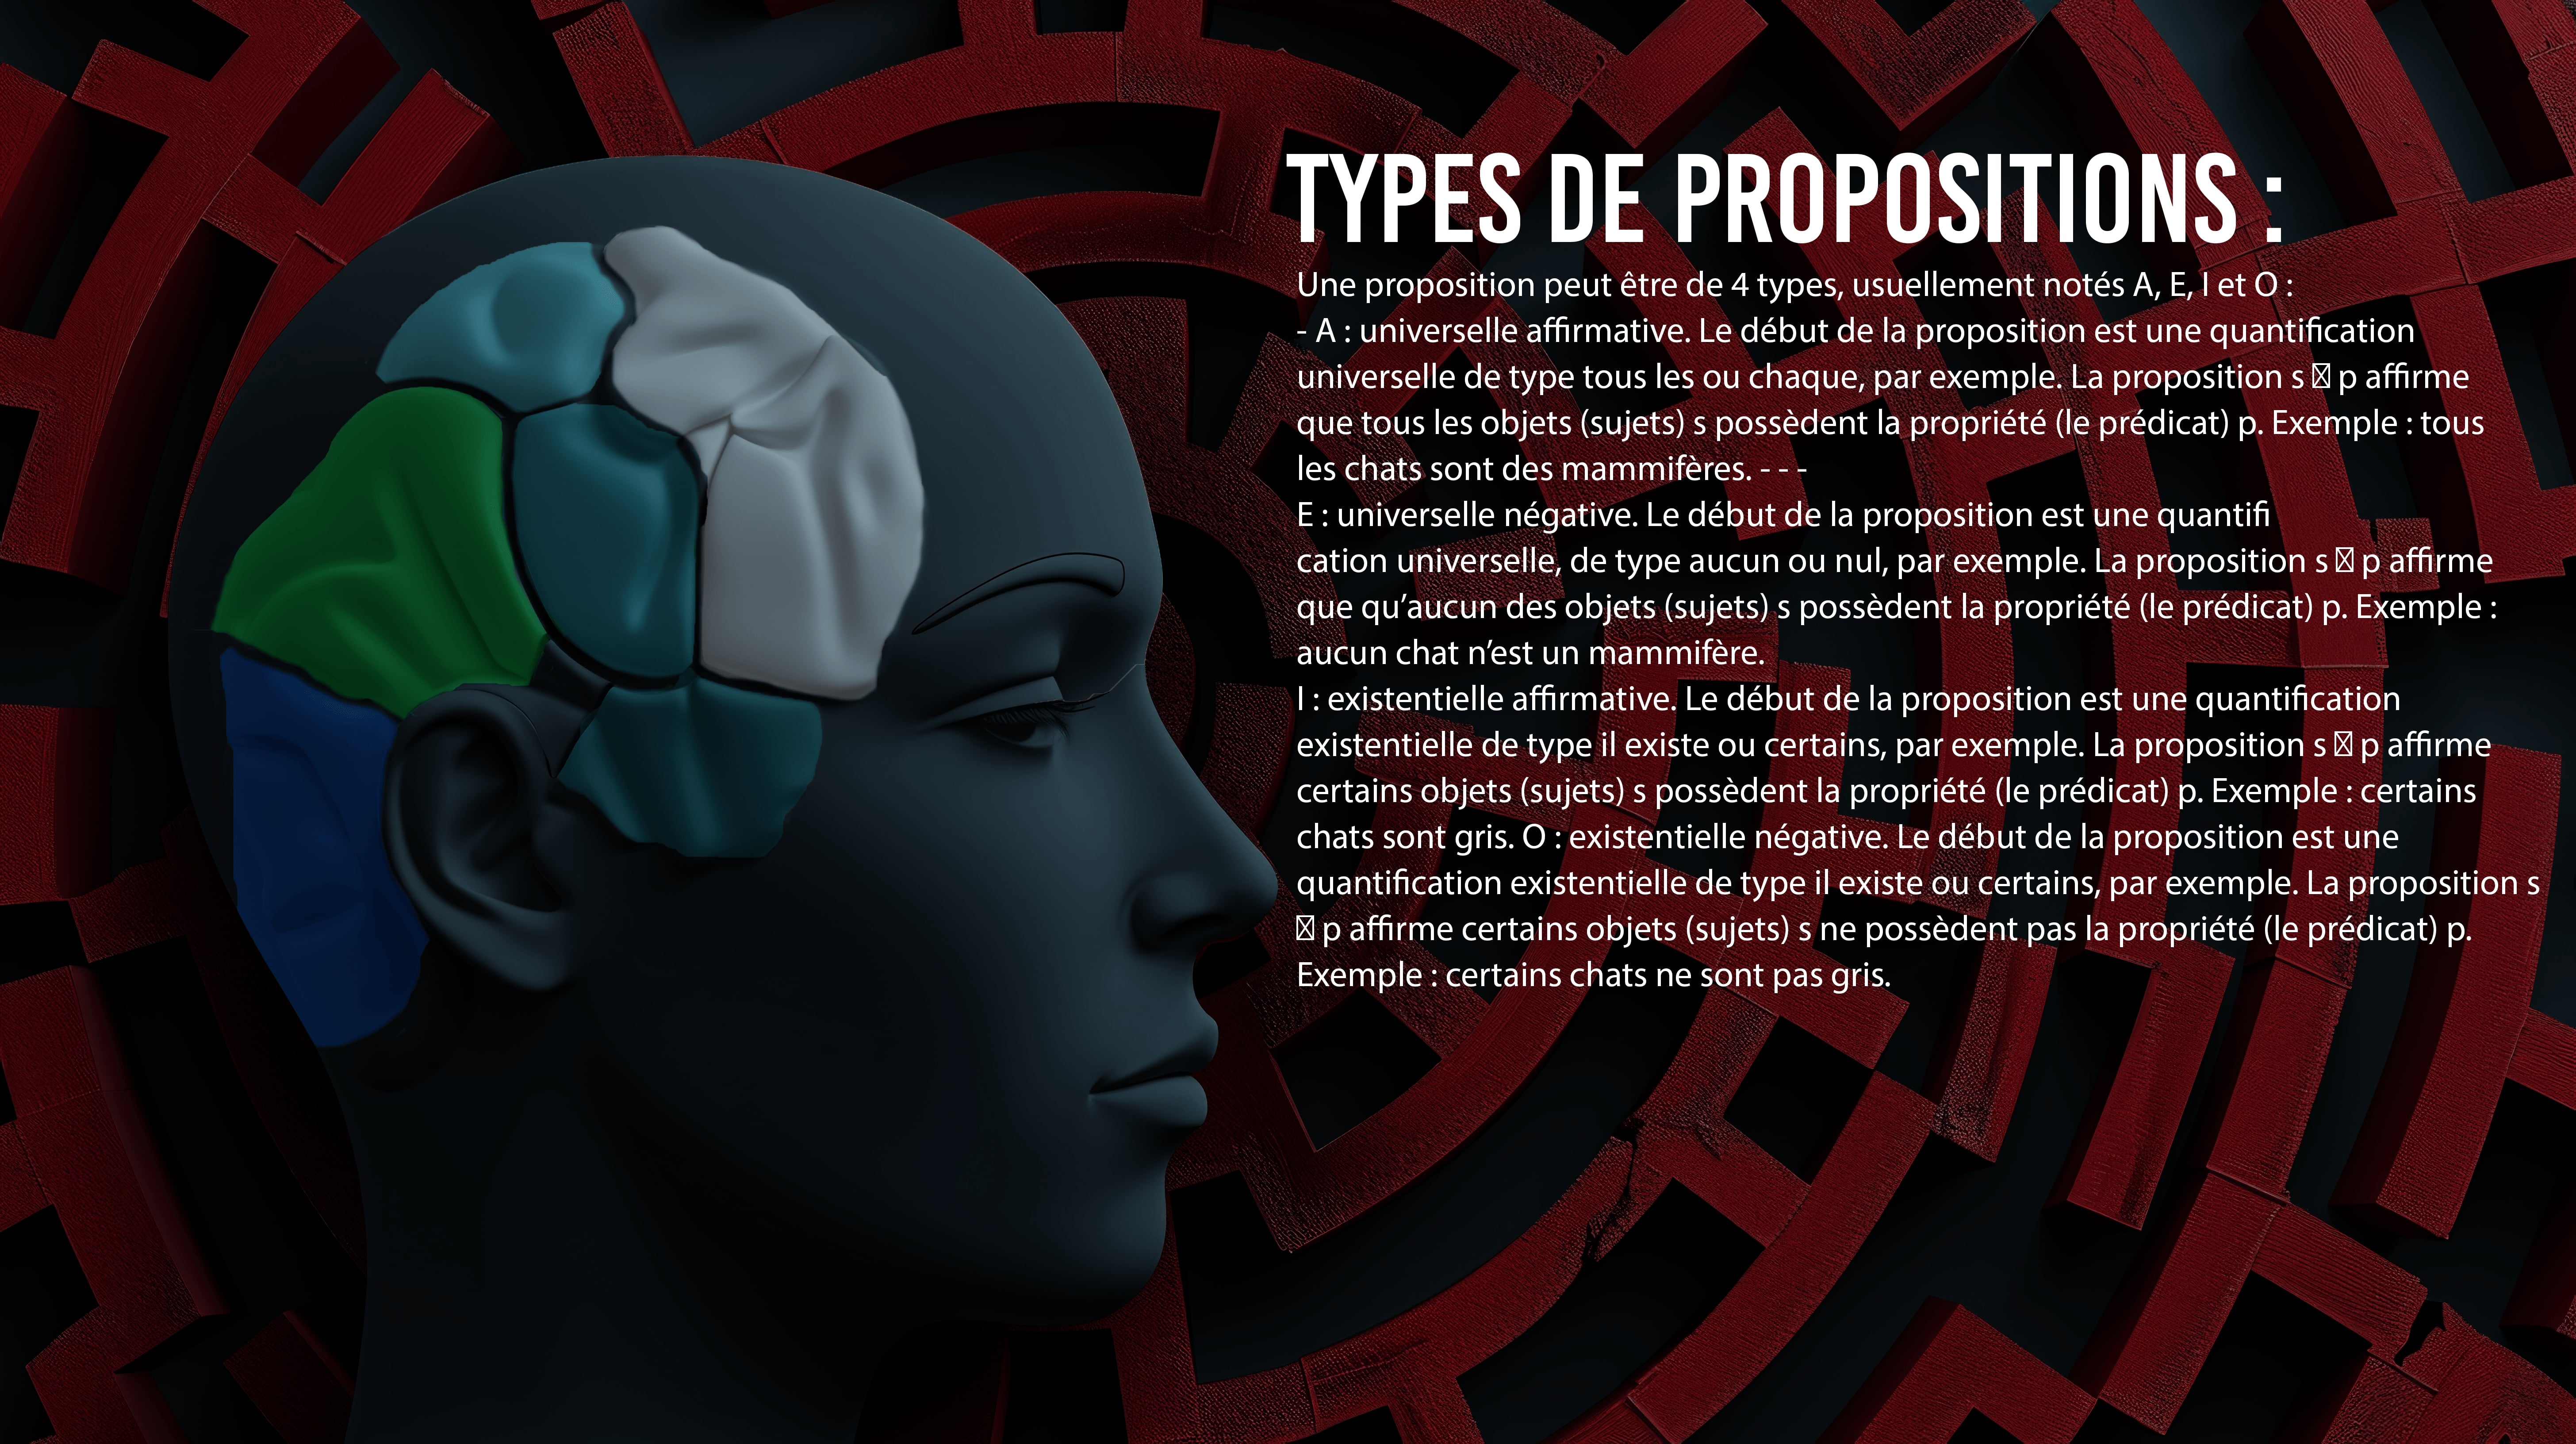 TYPES DE PROPOSITIONS :
Une proposition peut être de 4 types, usuellement notés A, E, I et O :
- A : universelle affirmative. Le début de la proposition est une quantification
universelle de type tous les ou chaque, par exemple. La proposition s ☒ p affirme
que tous les objets (sujets) s possèdent la propriété (le prédicat) p. Exemple : tous
les chats sont des mammifères. - - -
E : universelle négative. Le début de la proposition est une quantifi
cation universelle, de type aucun ou nul, par exemple. La proposition s ☒ p affirme
que qu’aucun des objets (sujets) s possèdent la propriété (le prédicat) p. Exemple :
aucun chat n’est un mammifère.
I : existentielle affirmative. Le début de la proposition est une quantification
existentielle de type il existe ou certains, par exemple. La proposition s ☒ p affirme
certains objets (sujets) s possèdent la propriété (le prédicat) p. Exemple : certains
chats sont gris. O : existentielle négative. Le début de la proposition est une
quantification existentielle de type il existe ou certains, par exemple. La proposition s
☒ p affirme certains objets (sujets) s ne possèdent pas la propriété (le prédicat) p.
Exemple : certains chats ne sont pas gris.